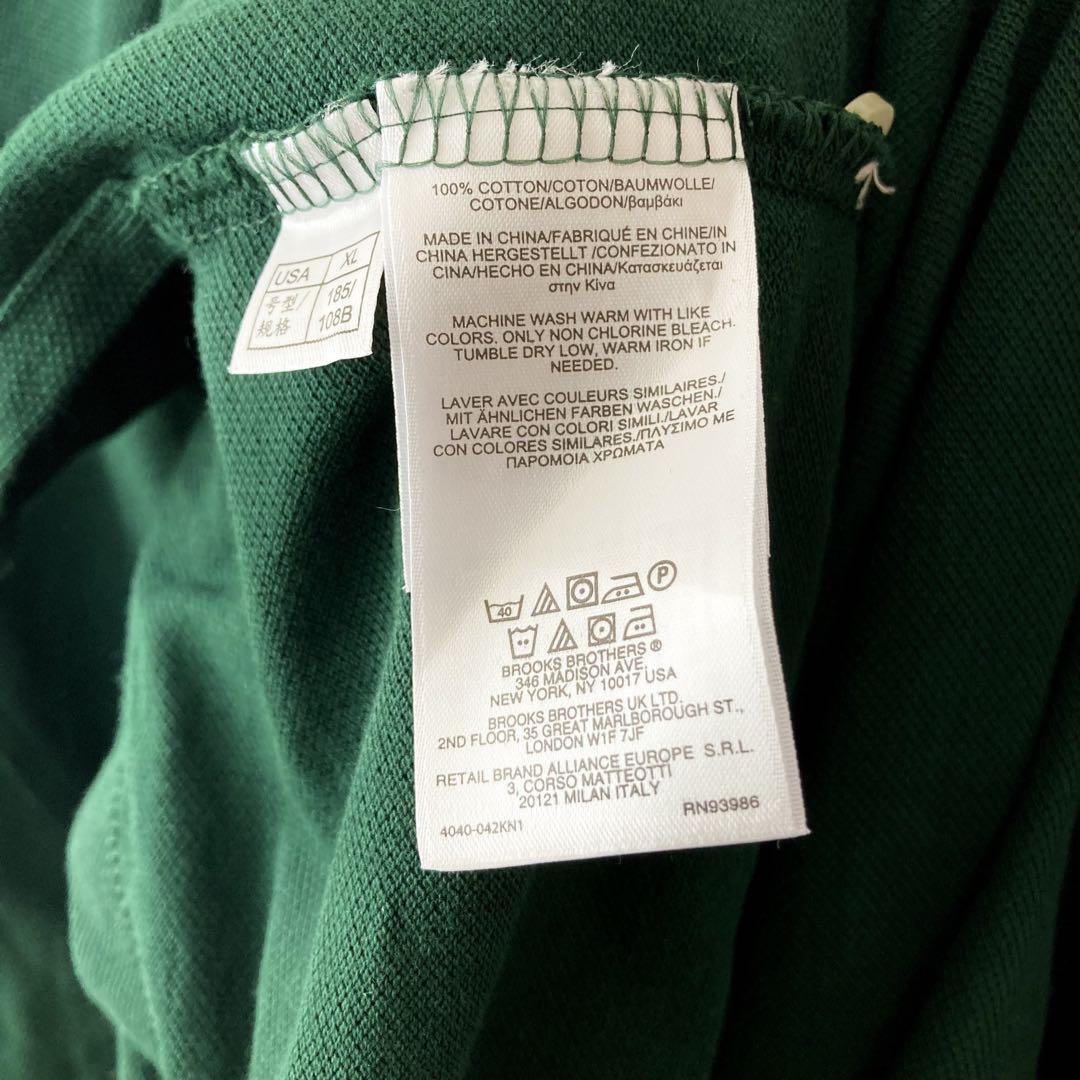 100% COTTON/COTON/BAUMWOLLE/
COTONE/ALGODON/βαμβάκι
MADE IN CHINA/FABRIQUÉ EN CHINE/IN
CHINA HERGESTELLT /CONFEZIONATO IN
CINA/HECHO EN CHINA/Κατασκευάζεται
στην Κίνα
MACHINE WASH WARM WITH LIKE
COLORS. ONLY NON CHLORINE BLEACH.
TUMBLE DRY LOW, WARM IRON IF
NEEDED.
LAVER AVEC COULEURS SIMILAIRES./
MIT ÄHNLICHEN FARBEN WASCHEN./
LAVARE CON COLORI SIMILI./LAVAR
CON COLORES SIMILARES./ΠΛΥΣΙΜΟ ΜΕ
ΠΑΡΟΜΟΙΑ ΧΡΩΜΑΤΑ
40 P
BROOKS BROTHERS ®
346 MADISON AVE,
NEW YORK, NY 10017 USA
BROOKS BROTHERS UK LTD.
2ND FLOOR, 35 GREAT MARLBOROUGH ST.,
LONDON W1F 7JF
RETAIL BRAND ALLIANCE EUROPE S.R.L.
3, CORSO MATTEOTTI
20121 MILAN ITALY
RN93986
4040-042KN1
USA XL
号型/ 185/
规格 108B